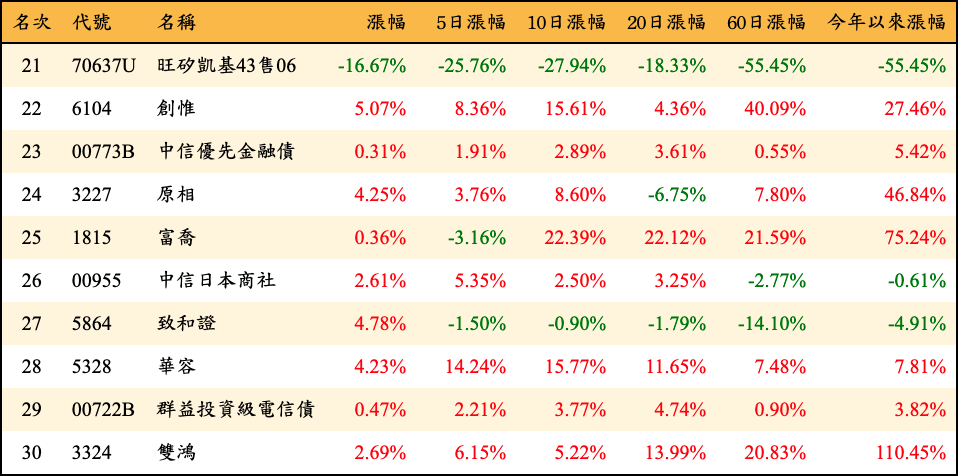 名次 代號 名稱 漲幅 5日漲幅 10日漲幅 20日漲幅 60日漲幅 今年以來漲幅
21 70637U 旺矽凱基43售06 -16.67% -25.76% -27.94% -18.33% -55.45% -55.45%
22 6104 創惟 5.07% 8.36% 15.61% 4.36% 40.09% 27.46%
23 00773B 中信優先金融債 0.31% 1.91% 2.89% 3.61% 0.55% 5.42%
24 3227 原相 4.25% 3.76% 8.60% -6.75% 7.80% 46.84%
25 1815 富喬 0.36% -3.16% 22.39% 22.12% 21.59% 75.24%
26 00955 中信日本商社 2.61% 5.35% 2.50% 3.25% -2.77% -0.61%
27 5864 致和證 4.78% -1.50% -0.90% -1.79% -14.10% -4.91%
28 5328 華容 4.23% 14.24% 15.77% 11.65% 7.48% 7.81%
29 00722B 群益投資級電信債 0.47% 2.21% 3.77% 4.74% 0.90% 3.82%
30 3324 雙鴻 2.69% 6.15% 5.22% 13.99% 20.83% 110.45%